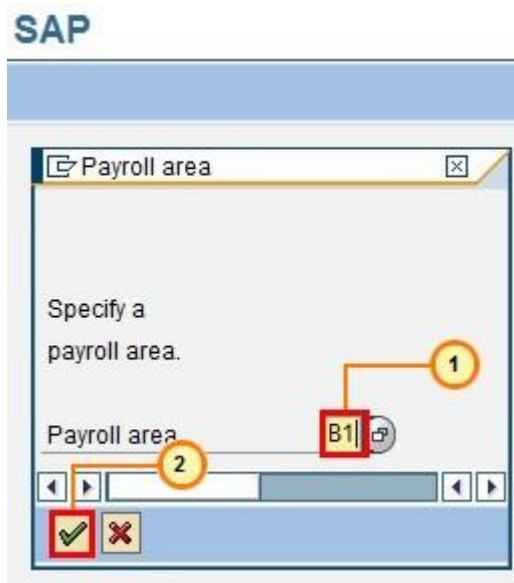 SAP
Payroll area
Specify a
payroll area.
1
Payroll area B1
2